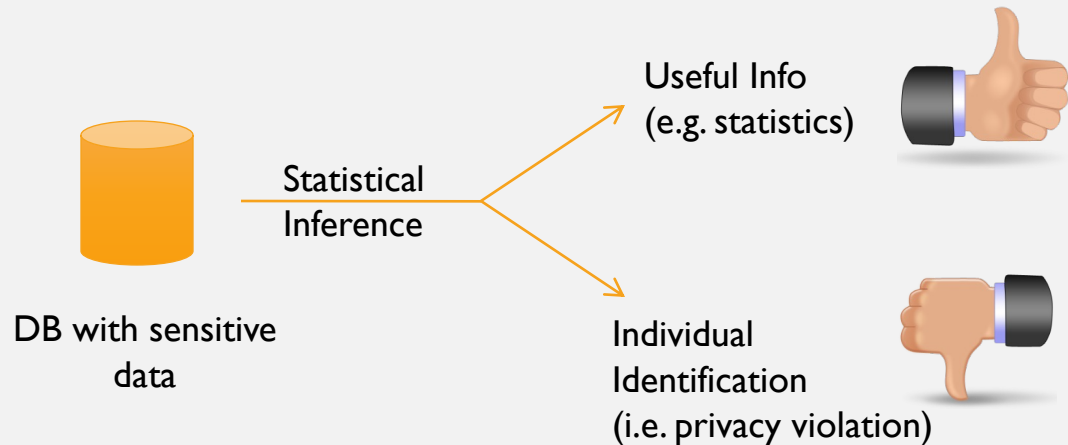 Useful Info
(e.g. statistics)
Statistical
Inference
DB with sensitive
data
Individual
Identification
(i.e. privacy violation)